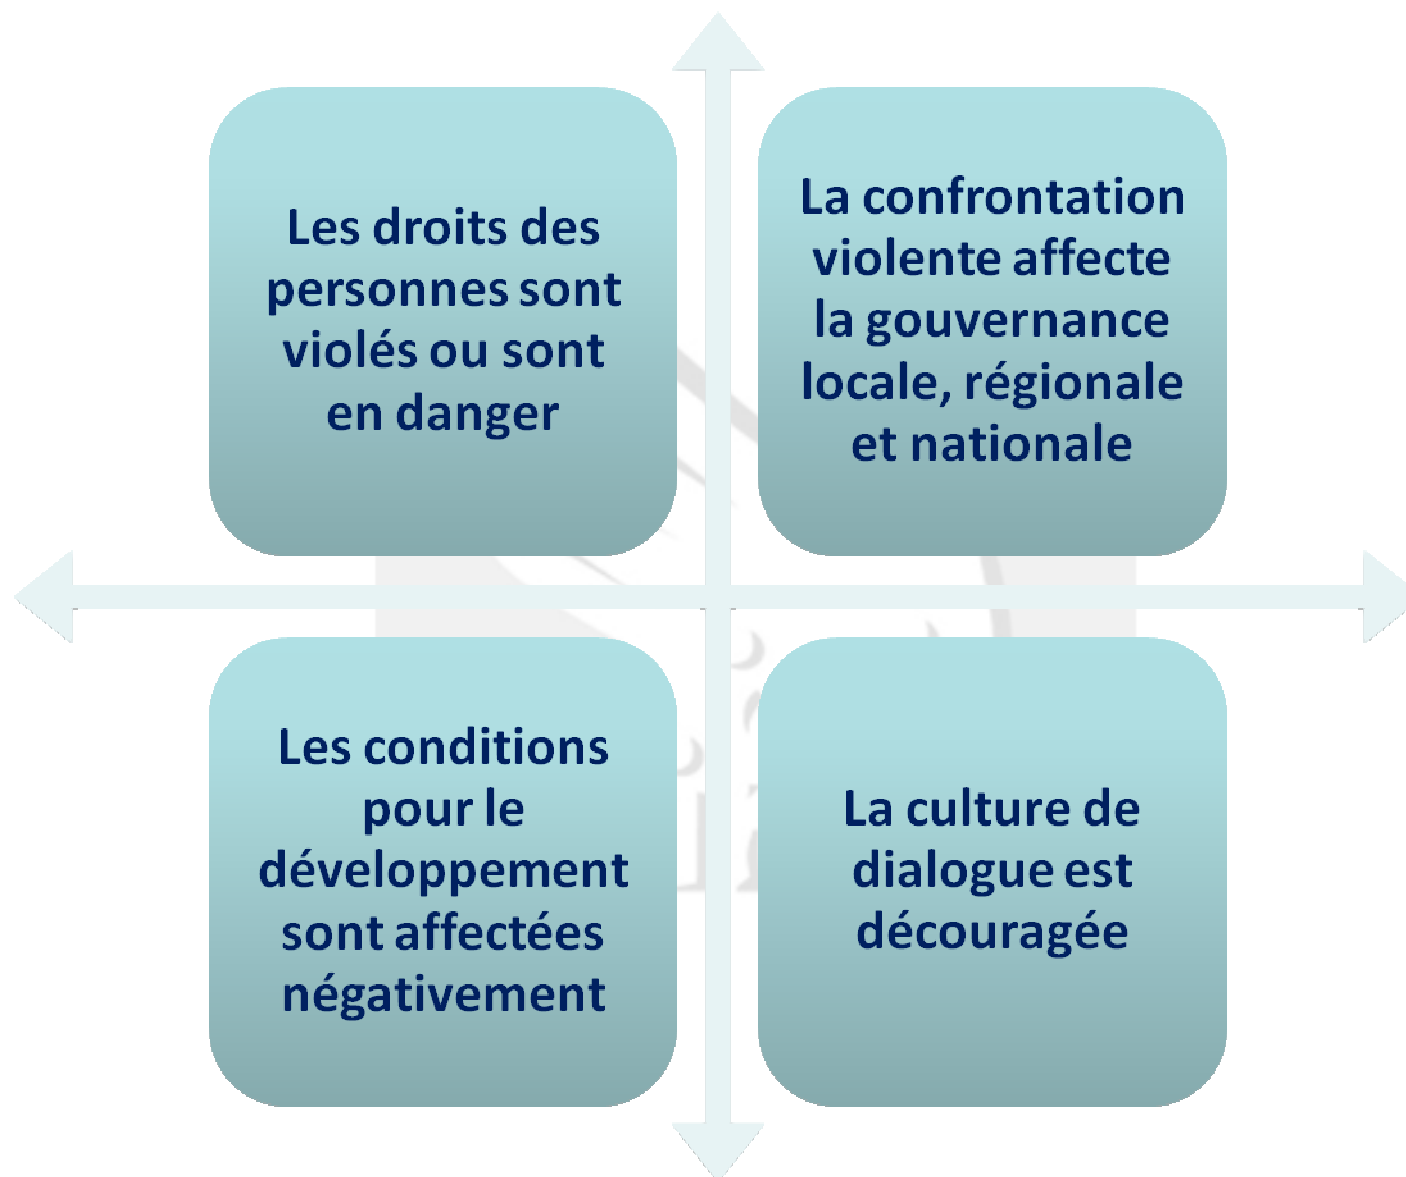 Les droits des
personnes sont
violés ou sont
en danger
La confrontation
violente affecte
la gouvernance
locale, régionale
et nationale
Les conditions
pour le
développement
sont affectées
négativement
La culture de
dialogue est
découragée